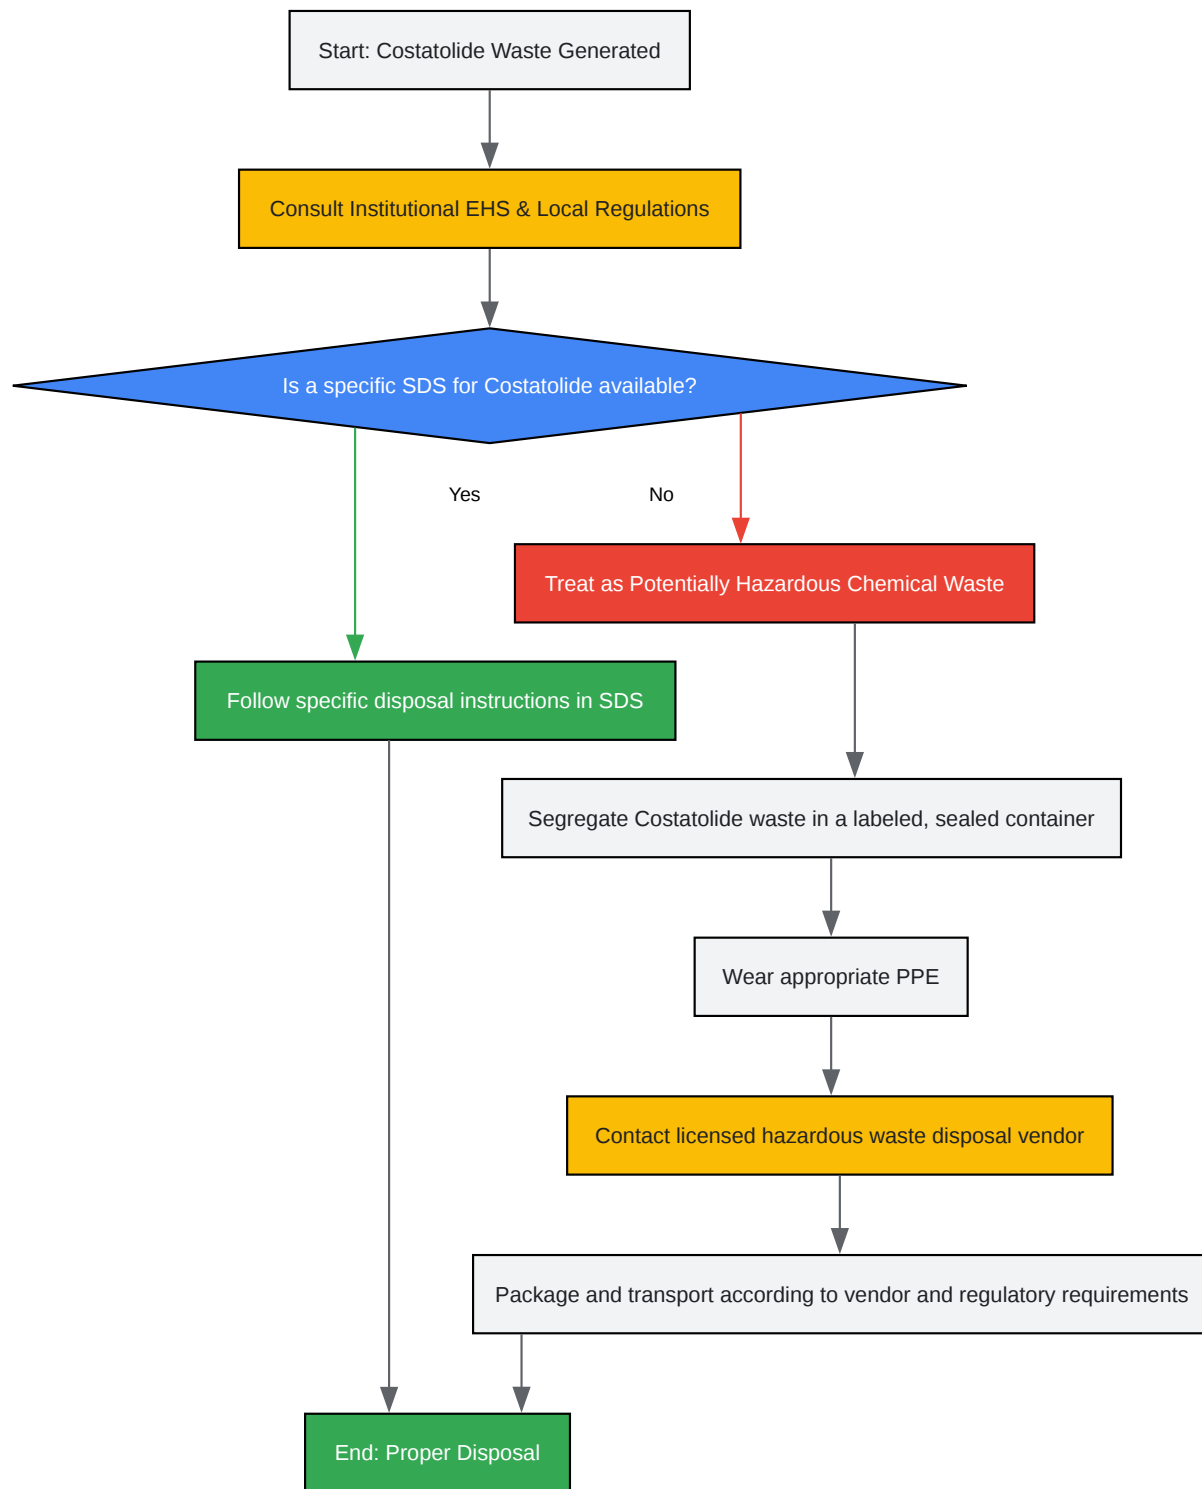 Start: Costatolide Waste Generated
Consult Institutional EHS & Local Regulations
Is a specific SDS for Costatolide available?
Yes
No
Treat as Potentially Hazardous Chemical Waste
Follow specific disposal instructions in SDS
Segregate Costatolide waste in a labeled, sealed container
Wear appropriate PPE
Contact licensed hazardous waste disposal vendor
Package and transport according to vendor and regulatory requirements
End: Proper Disposal